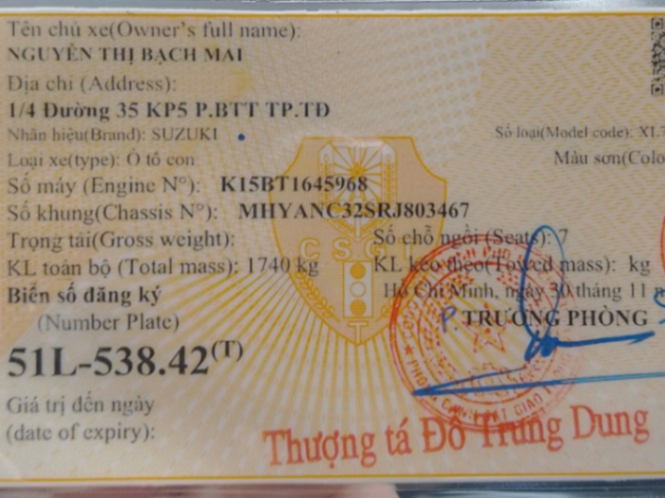 Tên chủ xe(Owner's full name):
NGUYỄN THỊ BẠCH MAI
Địa chỉ (Address):
1/4 Đường 35 KP5 P.BTT TP.TĐ
Nhãn hiệu(Brand): SUZUKI Số loại(Model code): XL7
Loại xe(type): Ô tô con Màu sơn(Colo
Số máy (Engine N°): K15BT1645968
Số khung(Chassis N°): MHYANC32SRJ803467
Trọng tải(Gross weight): Số chỗ ngồi (Seats): 7
KL toàn bộ (Total mass): 1740 kg KL kéo theo(Towed mass): kg
Biển số đăng ký Hồ Chí Minh, ngày 30 tháng 11 n
(Number Plate) P. TRƯỞNG PHÒNG
51L-538.42(T)
Giá trị đến ngày
(date of expiry):
Thượng tá Đỗ Trung Dung
CSGT